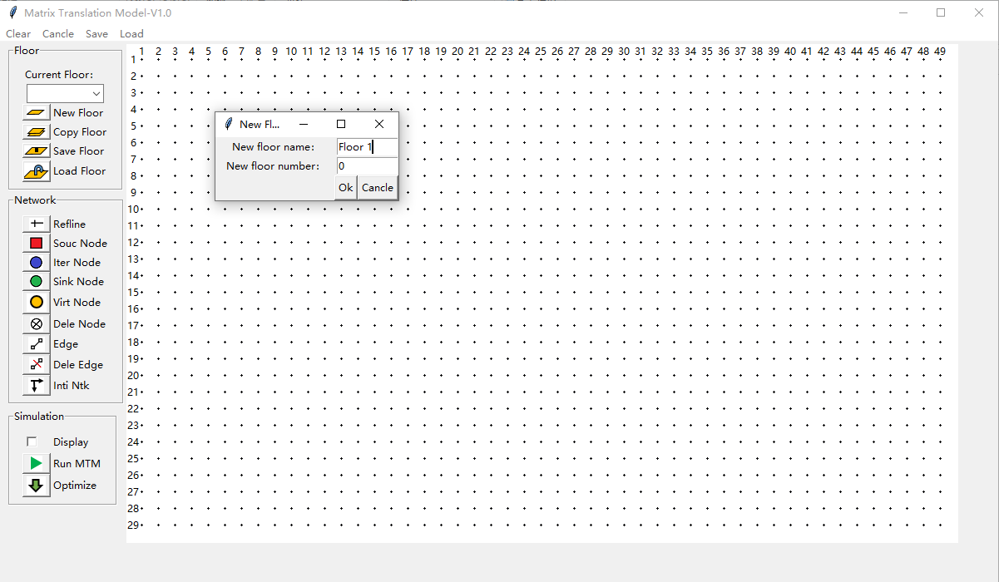 Matrix Translation Model-V1.0
Clear Cancle Save Load
Floor
Current Floor:
New Floor
Copy Floor
Save Floor
Load Floor
Network
Refline
Souc Node
Iter Node
Sink Node
Virt Node
Dele Node
Edge
Dele Edge
Inti Ntk
Simulation
Display
Run MTM
Optimize
1 2 3 4 5 6 7 8 9 10 11 12 13 14 15 16 17 18 19 20 21 22 23 24 25 26 27 28 29 30 31 32 33 34 35 36 37 38 39 40 41 42 43 44 45 46 47 48 49
1
2
3
4
5
6
7
8
9
10
11
12
13
14
15
16
17
18
19
20
21
22
23
24
25
26
27
28
29
New Fl...
New floor name: Floor 1
New floor number: 0
Ok Cancle